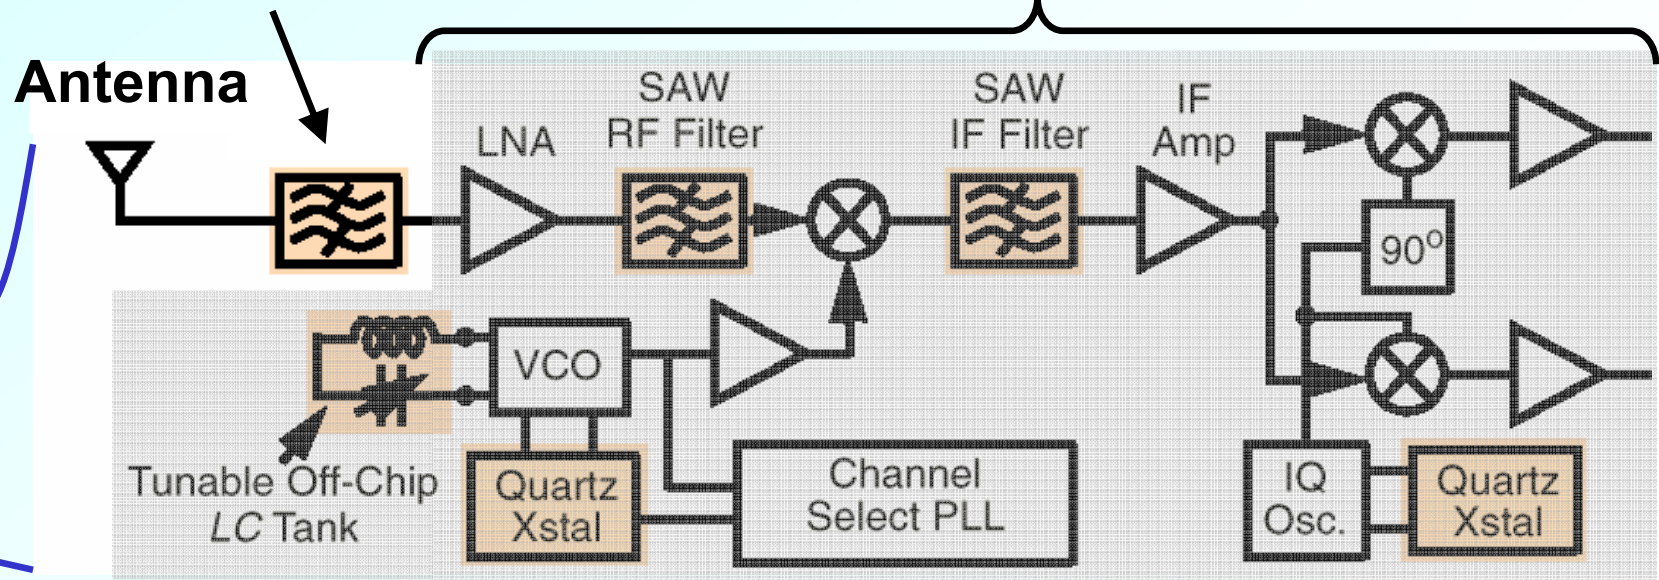 Antenna
LNA
SAW
RF Filter
SAW
IF Filter
IF
Amp
90o
VCO
Tunable Off-Chip
LC Tank
Quartz
Xstal
Channel
Select PLL
IQ
Osc.
Quartz
Xstal